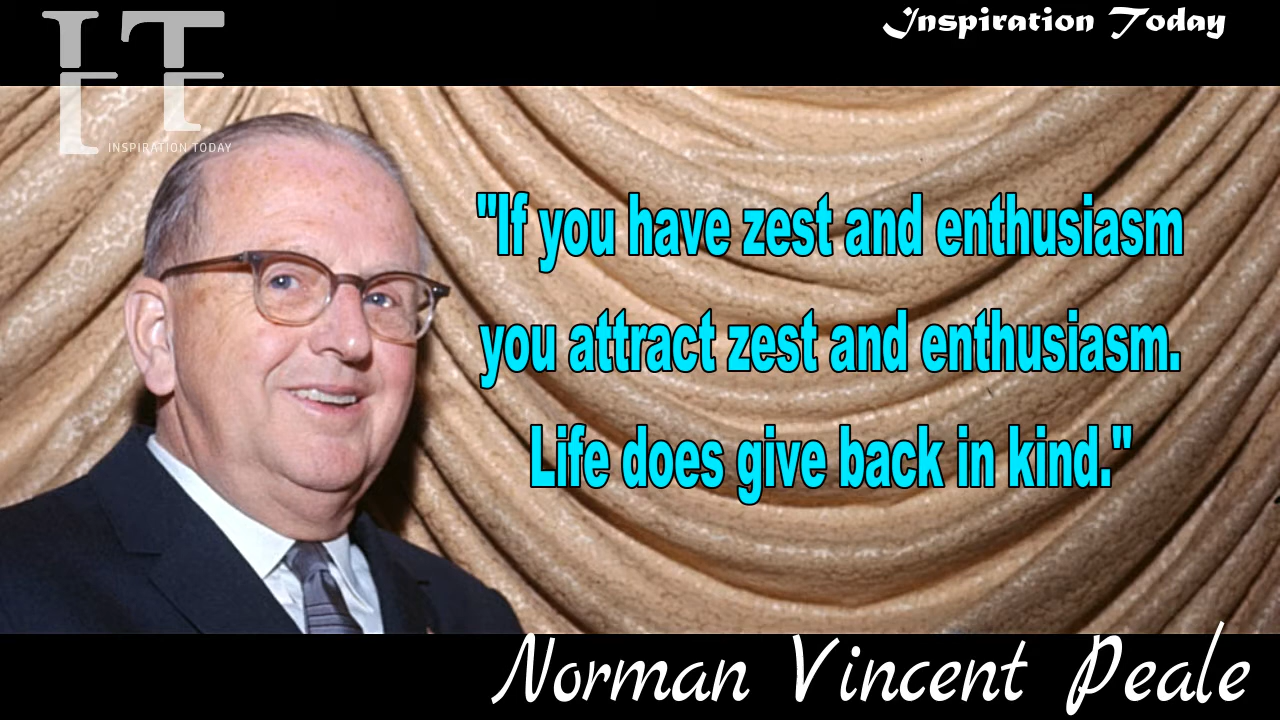 IT
INSPIRATION TODAY
Inspiration Today
"If you have zest and enthusiasm
you attract zest and enthusiasm.
Life does give back in kind."
Norman Vincent Peale